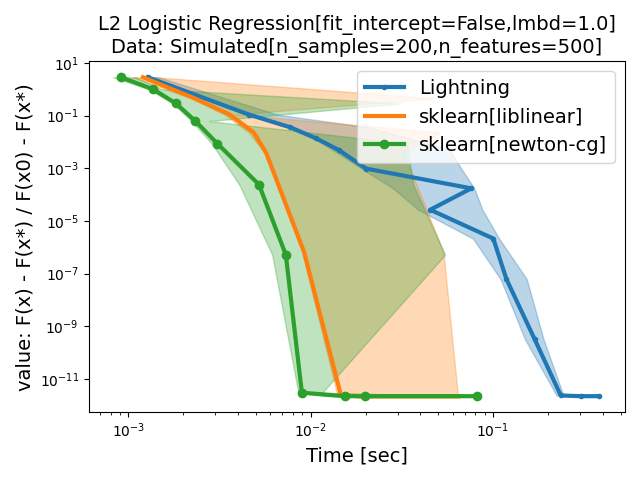 L2 Logistic Regression[fit_intercept=False,lmbd=1.0]
Data: Simulated[n_samples=200,n_features=500]
value: F(x) - F(x*) / F(x0) - F(x*)
10¹
10⁻¹
10⁻³
10⁻⁵
10⁻⁷
10⁻⁹
10⁻¹¹
Lightning
sklearn[liblinear]
sklearn[newton-cg]
10⁻³
10⁻²
10⁻¹
Time [sec]